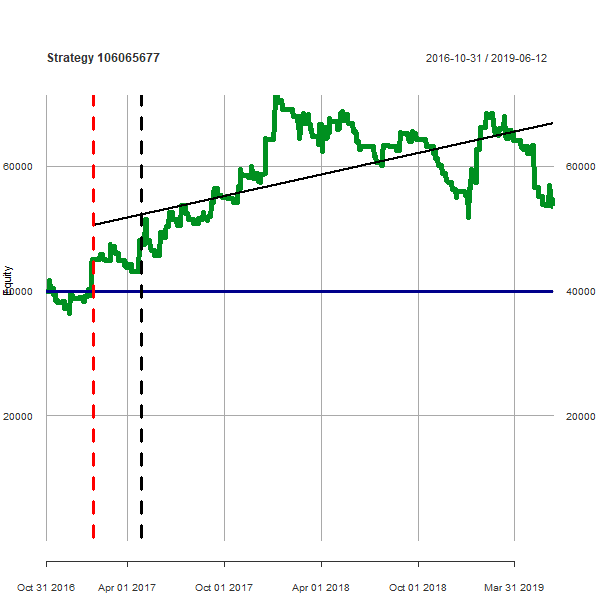 Strategy 106065677
2016-10-31 / 2019-06-12
60000 60000
Equity
40000 40000
20000 20000
Oct 31 2016 Apr 01 2017 Oct 01 2017 Apr 01 2018 Oct 01 2018 Mar 31 2019